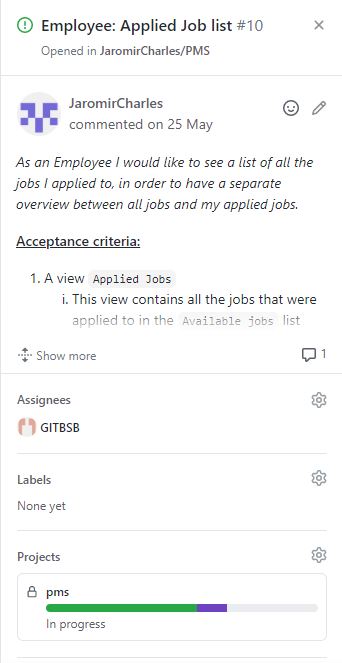 Employee: Applied Job list #10
Opened in JaromirCharles/PMS
JaromirCharles
commented on 25 May
As an Employee I would like to see a list of all the
jobs I applied to, in order to have a separate
overview between all jobs and my applied jobs.
Acceptance criteria:
1. A view Applied Jobs
i. This view contains all the jobs that were
applied to in the Available jobs list
Show more 1
Assignees
GITBSB
Labels
None yet
Projects
pms
In progress